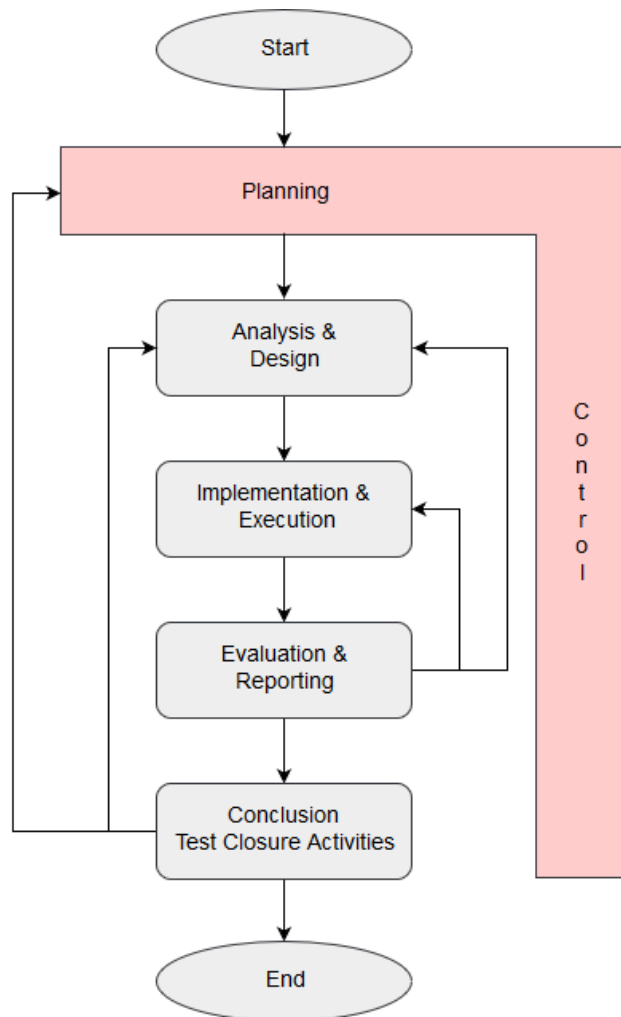 Start
Planning
Analysis &
Design
Implementation &
Execution
Evaluation &
Reporting
Conclusion
Test Closure Activities
End
C
o
n
t
r
o
l